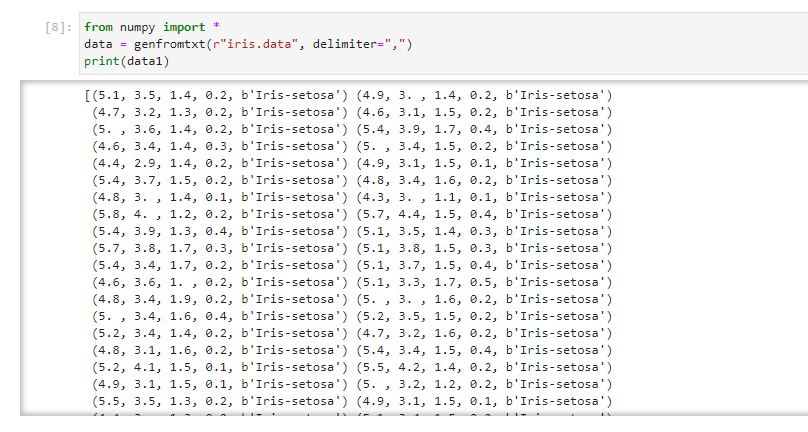 [8]: from numpy import *
data = genfromtxt(r"iris.data", delimiter=",")
print(data1)
[(5.1, 3.5, 1.4, 0.2, b'Iris-setosa') (4.9, 3. , 1.4, 0.2, b'Iris-setosa')
(4.7, 3.2, 1.3, 0.2, b'Iris-setosa') (4.6, 3.1, 1.5, 0.2, b'Iris-setosa')
(5. , 3.6, 1.4, 0.2, b'Iris-setosa') (5.4, 3.9, 1.7, 0.4, b'Iris-setosa')
(4.6, 3.4, 1.4, 0.3, b'Iris-setosa') (5. , 3.4, 1.5, 0.2, b'Iris-setosa')
(4.4, 2.9, 1.4, 0.2, b'Iris-setosa') (4.9, 3.1, 1.5, 0.1, b'Iris-setosa')
(5.4, 3.7, 1.5, 0.2, b'Iris-setosa') (4.8, 3.4, 1.6, 0.2, b'Iris-setosa')
(4.8, 3. , 1.4, 0.1, b'Iris-setosa') (4.3, 3. , 1.1, 0.1, b'Iris-setosa')
(5.8, 4. , 1.2, 0.2, b'Iris-setosa') (5.7, 4.4, 1.5, 0.4, b'Iris-setosa')
(5.4, 3.9, 1.3, 0.4, b'Iris-setosa') (5.1, 3.5, 1.4, 0.3, b'Iris-setosa')
(5.7, 3.8, 1.7, 0.3, b'Iris-setosa') (5.1, 3.8, 1.5, 0.3, b'Iris-setosa')
(5.4, 3.4, 1.7, 0.2, b'Iris-setosa') (5.1, 3.7, 1.5, 0.4, b'Iris-setosa')
(4.6, 3.6, 1. , 0.2, b'Iris-setosa') (5.1, 3.3, 1.7, 0.5, b'Iris-setosa')
(4.8, 3.4, 1.9, 0.2, b'Iris-setosa') (5. , 3. , 1.6, 0.2, b'Iris-setosa')
(5. , 3.4, 1.6, 0.4, b'Iris-setosa') (5.2, 3.5, 1.5, 0.2, b'Iris-setosa')
(5.2, 3.4, 1.4, 0.2, b'Iris-setosa') (4.7, 3.2, 1.6, 0.2, b'Iris-setosa')
(4.8, 3.1, 1.6, 0.2, b'Iris-setosa') (5.4, 3.4, 1.5, 0.4, b'Iris-setosa')
(5.2, 4.1, 1.5, 0.1, b'Iris-setosa') (5.5, 4.2, 1.4, 0.2, b'Iris-setosa')
(4.9, 3.1, 1.5, 0.1, b'Iris-setosa') (5. , 3.2, 1.2, 0.2, b'Iris-setosa')
(5.5, 3.5, 1.3, 0.2, b'Iris-setosa') (4.9, 3.1, 1.5, 0.1, b'Iris-setosa')